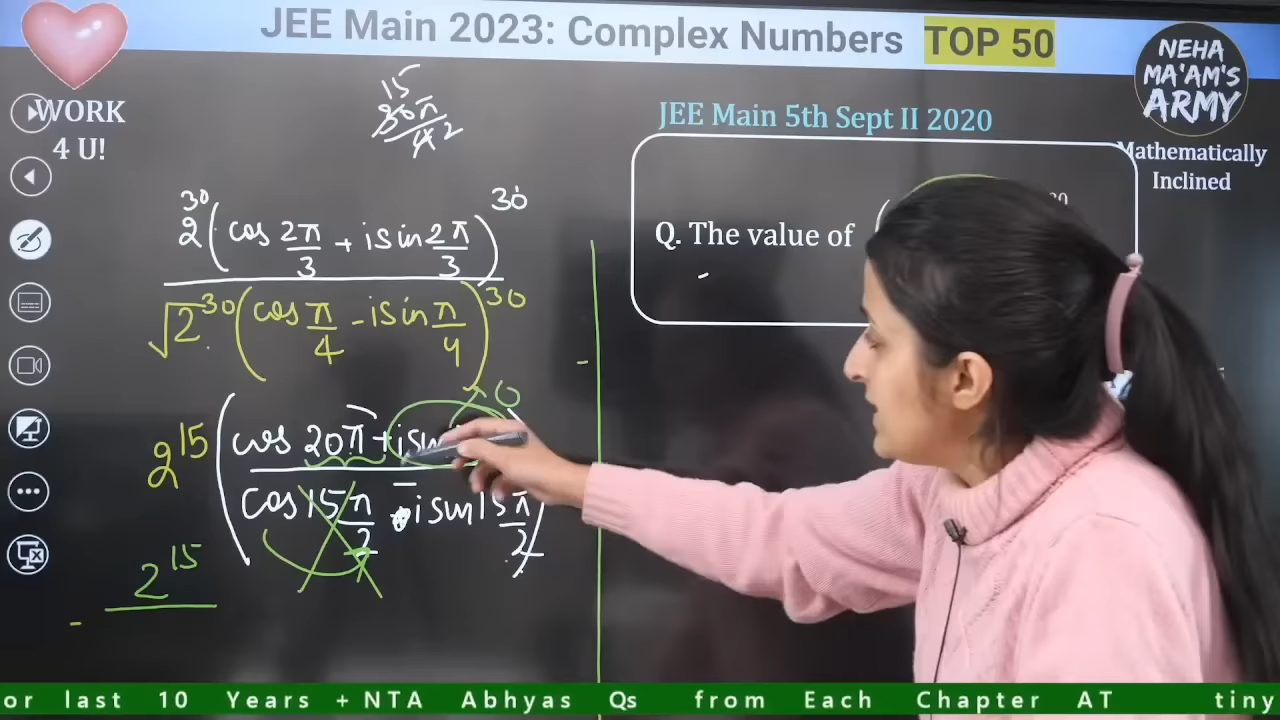 JEE Main 2023: Complex Numbers TOP 50
WORK
4 U!
NEHA
MA'AM'S
ARMY
Mathematically
Inclined
JEE Main 5th Sept II 2020
Q. The value of
15
30π
4 2
2^30 (cos 2π/3 + i sin 2π/3)^30
√2^30 (cos π/4 - i sin π/4)^30
0
2^15 (cos 20π + i
cos 15π/2 - i sin 15π/2)
2^15
-
or last 10 Years + NTA Abhyas Qs from Each Chapter AT tiny